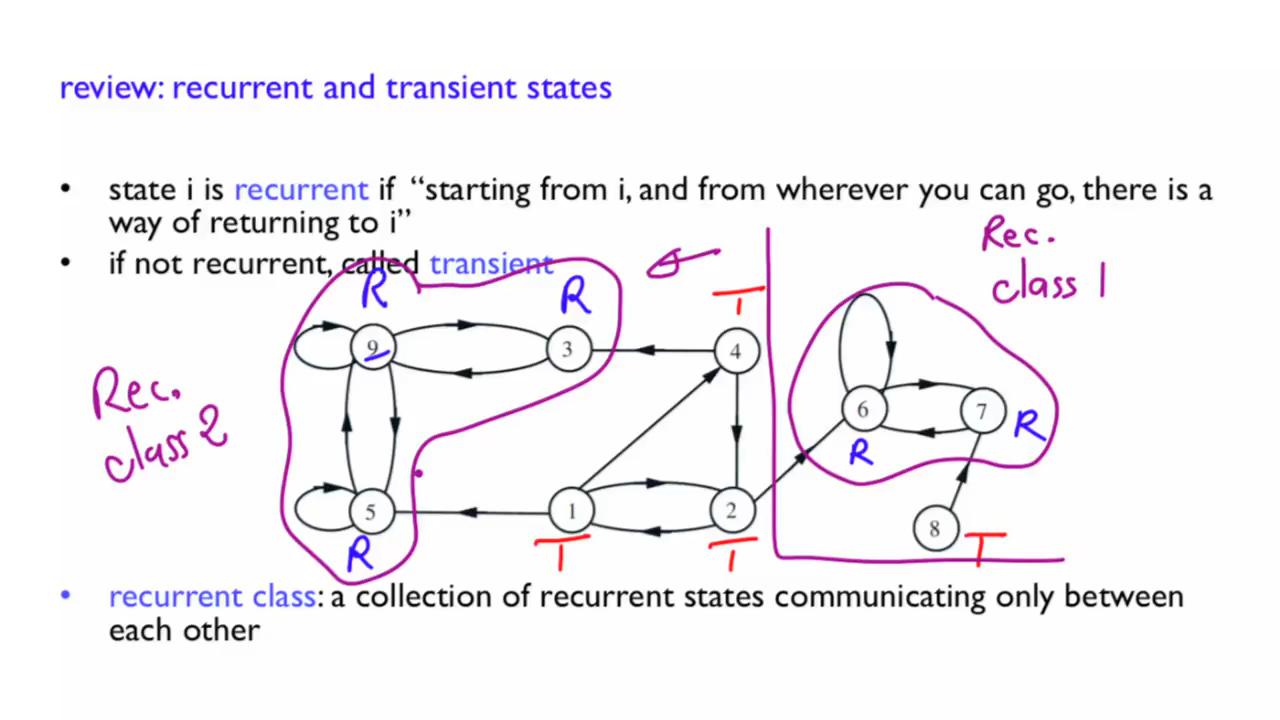 review: recurrent and transient states
• state i is recurrent if “starting from i, and from wherever you can go, there is a
way of returning to i”
• if not recurrent, called transient
Rec.
class 1
R
R
T
9
3
4
6
7
R
R
Rec.
class 2
5
1
2
8
R
T
T
T
• recurrent class: a collection of recurrent states communicating only between
each other